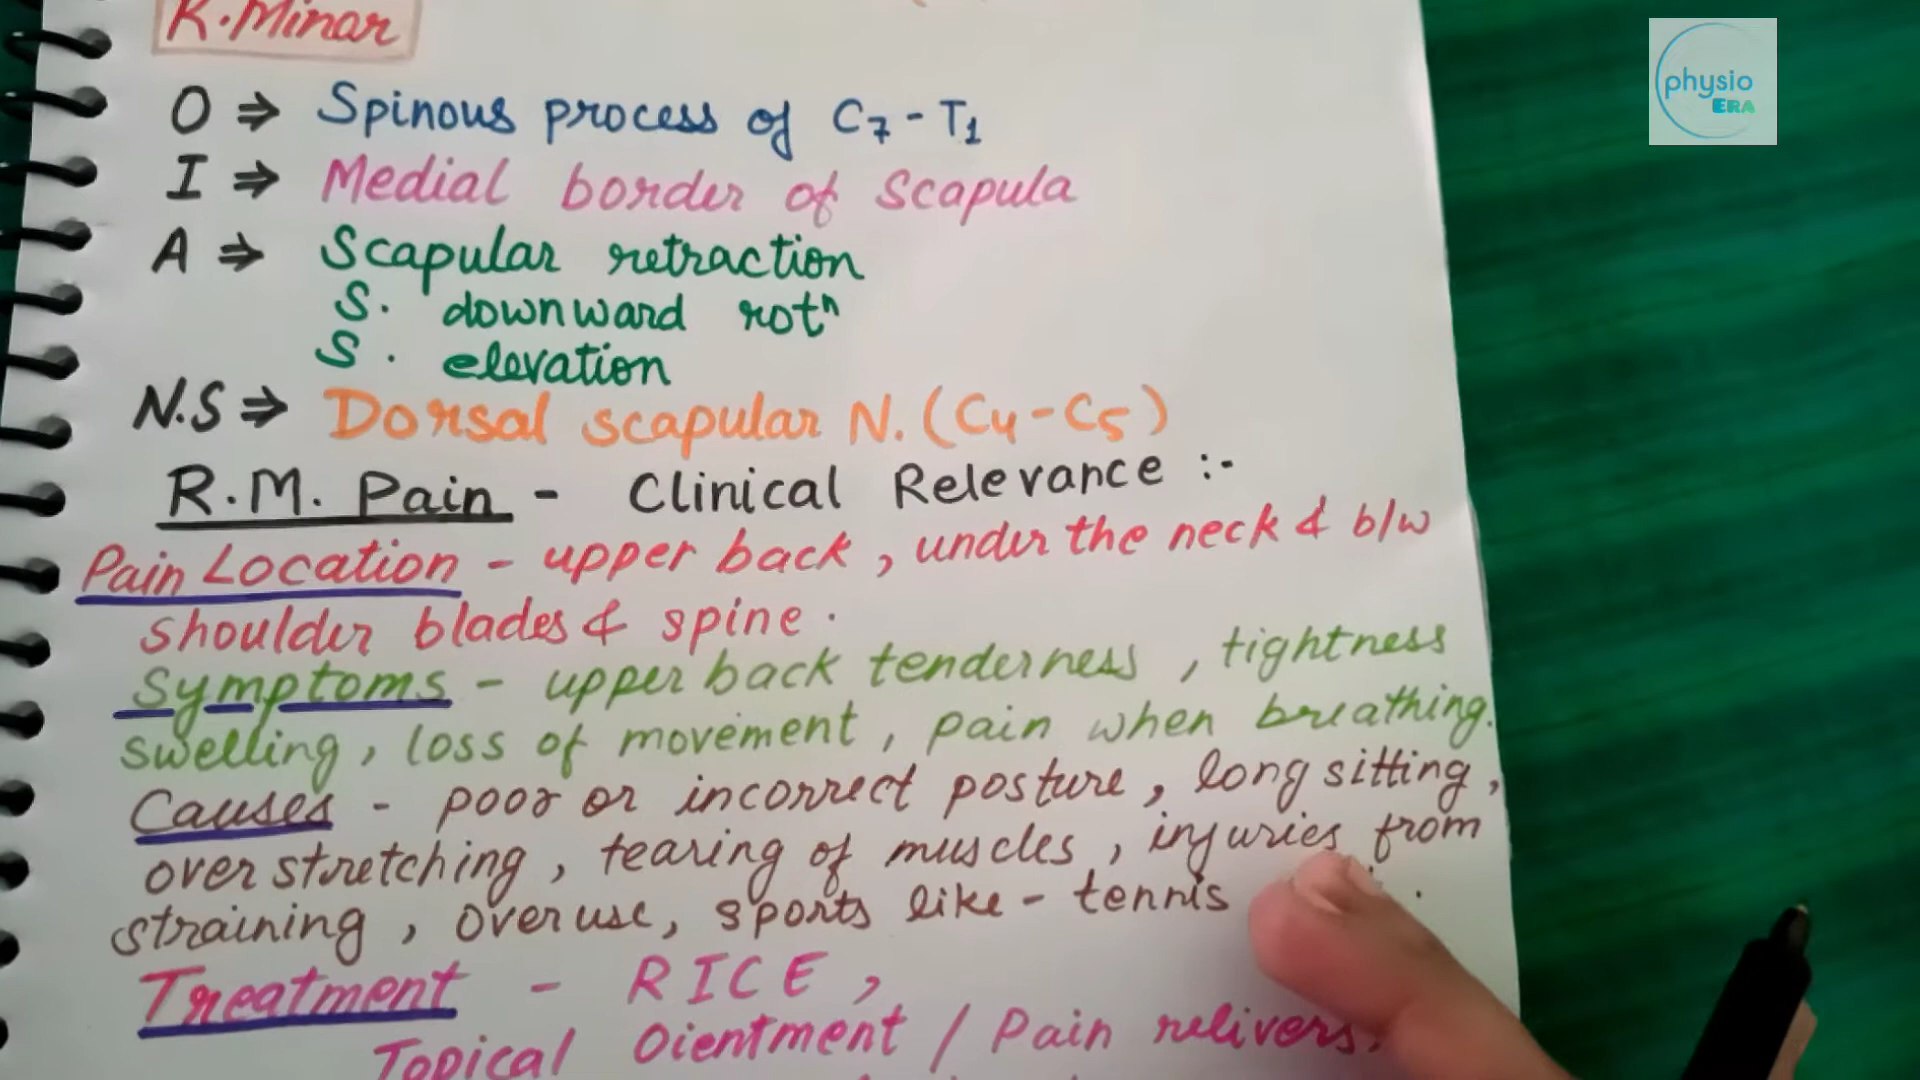 R.Minar
O ⇒ Spinous process of C7 - T1
I ⇒ Medial border of Scapula
A ⇒ Scapular retraction
S. downward rotⁿ
S. elevation
N.S ⇒ Dorsal scapular N. (C4-C5)
R.M. Pain - Clinical Relevance :-
Pain Location - upper back, under the neck & b/w
shoulder blades & spine.
Symptoms - upper back tenderness, tightness
swelling, loss of movement, pain when breathing.
Causes - poor or incorrect posture, long sitting,
over stretching, tearing of muscles, injuries from
straining, overuse, sports like - tennis
Treatment - RICE,
Topical Ointment / Pain relivers.
physio
ERA